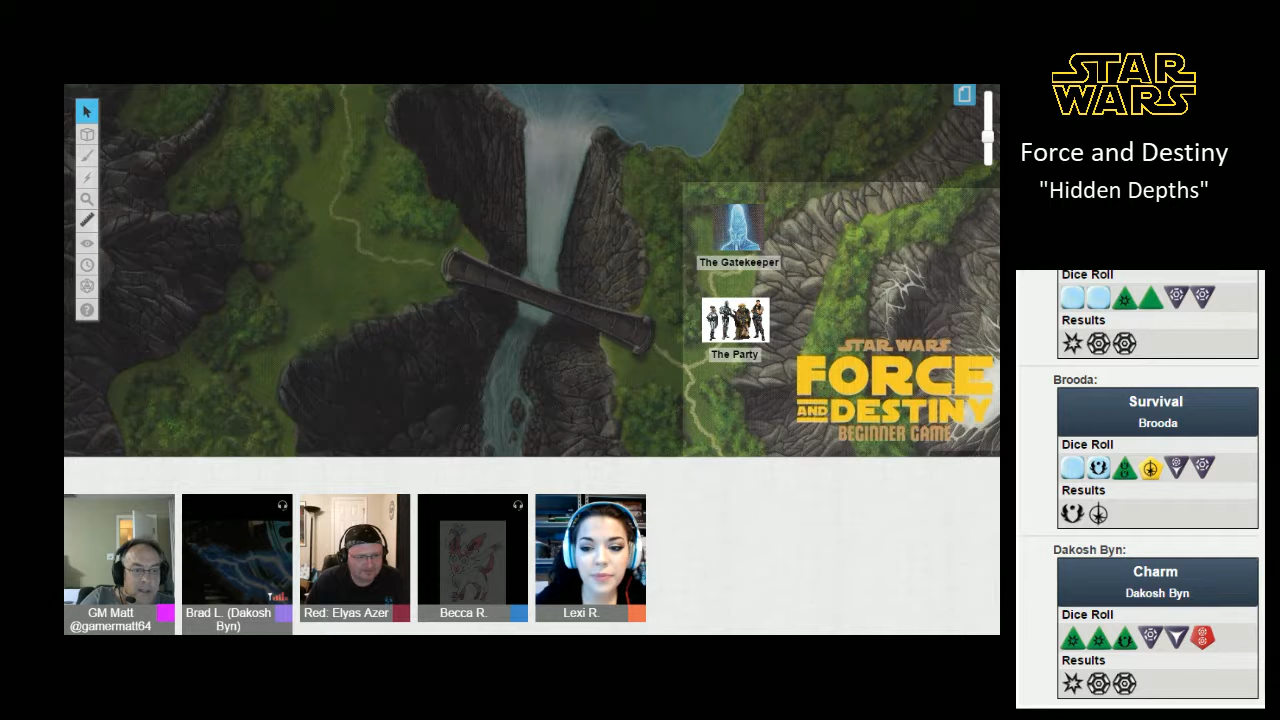 STAR
WARS
Force and Destiny
"Hidden Depths"
The Gatekeeper
The Party
STAR WARS
FORCE
AND DESTINY
BEGINNER GAME
GM Matt
@gamermatt64
Brad L. (Dakosh
Byn)
Red: Elyas Azer
Becca R.
Lexi R.
Dice Roll
Results
Brooda:
Survival
Brooda
Dice Roll
Results
Dakosh Byn:
Charm
Dakosh Byn
Dice Roll
Results